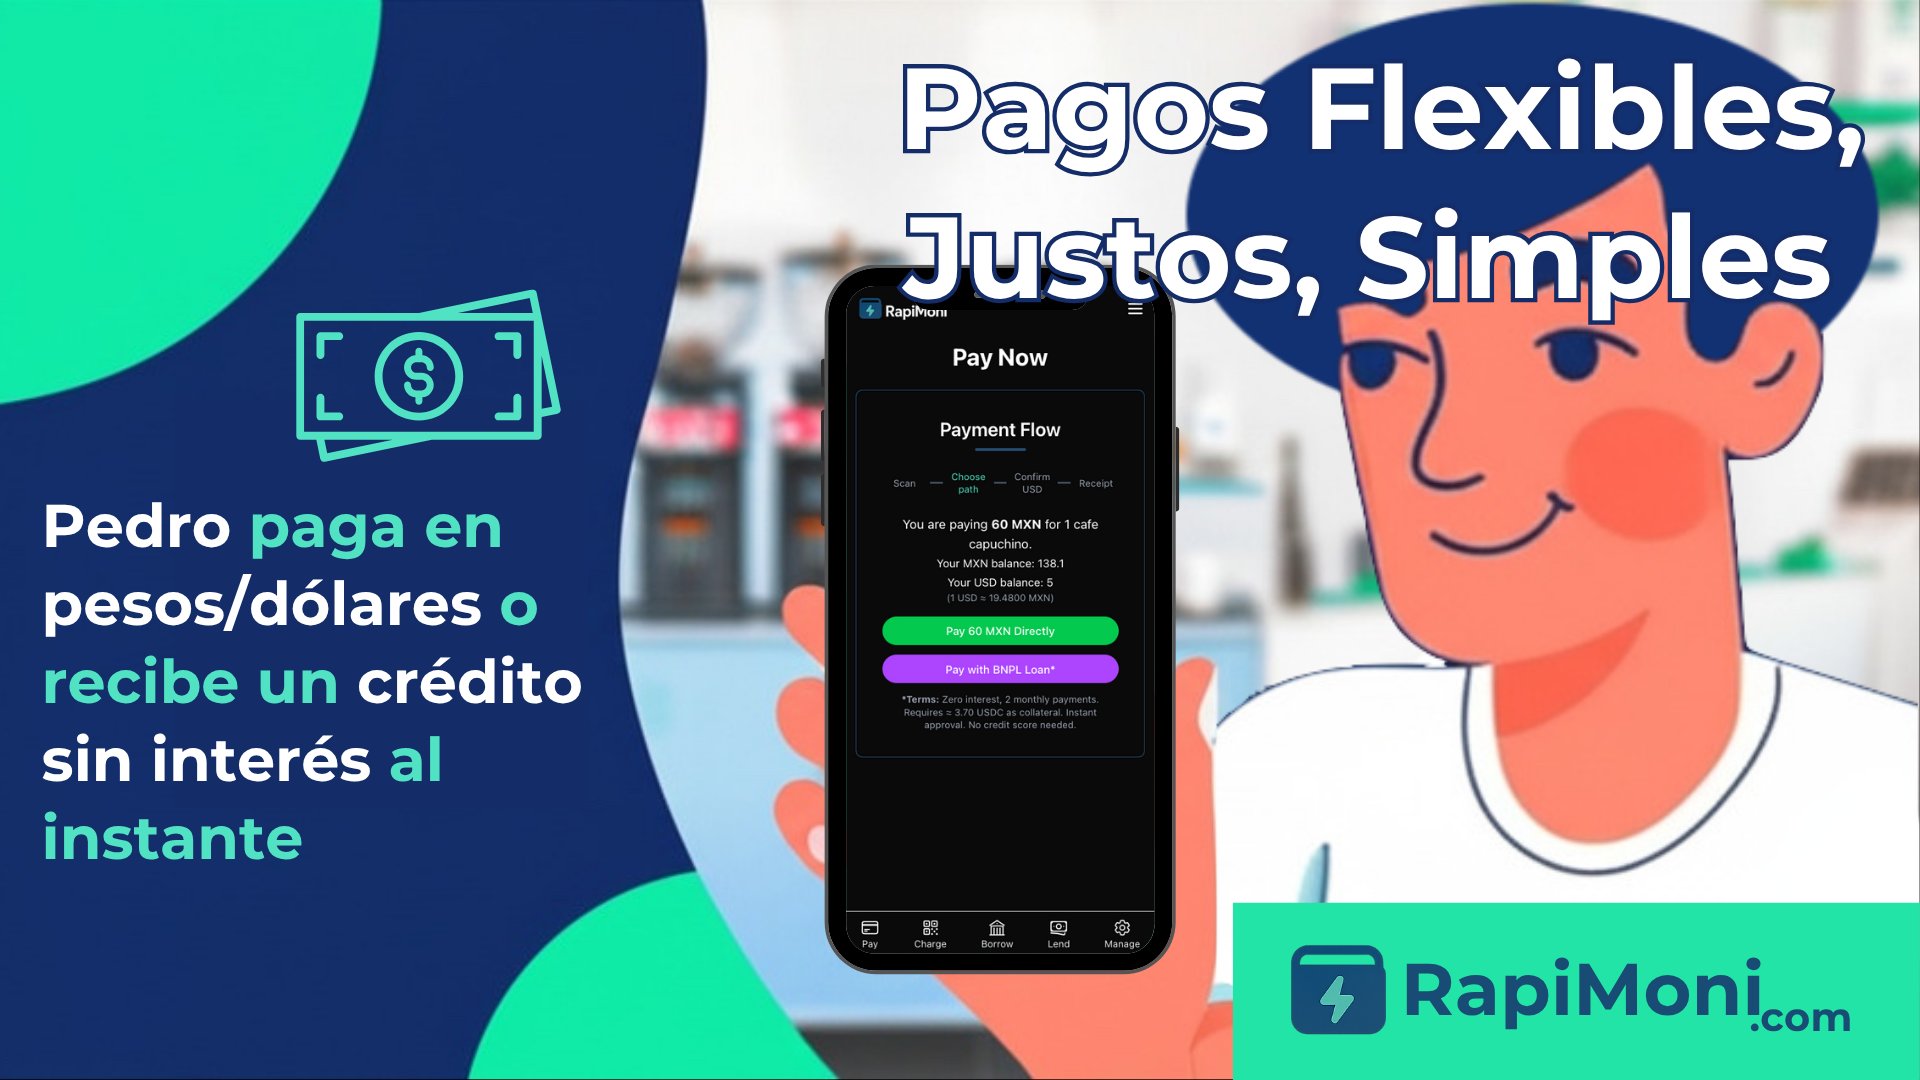 Pagos Flexibles,
Justos, Simples
$
Pedro paga en
pesos/dólares o
recibe un crédito
sin interés al
instante
RapiMoni
Pay Now
Payment Flow
Scan — Choose path — Confirm USD — Receipt
You are paying 60 MXN for 1 cafe
capuchino.
Your MXN balance: 138.1
Your USD balance: 5
(1 USD ≈ 19.4800 MXN)
Pay 60 MXN Directly
Pay with BNPL Loan*
*Terms: Zero interest, 2 monthly payments.
Requires ≈ 3.70 USDC as collateral. Instant
approval. No credit score needed.
Pay Charge Borrow Lend Manage
RapiMoni.com